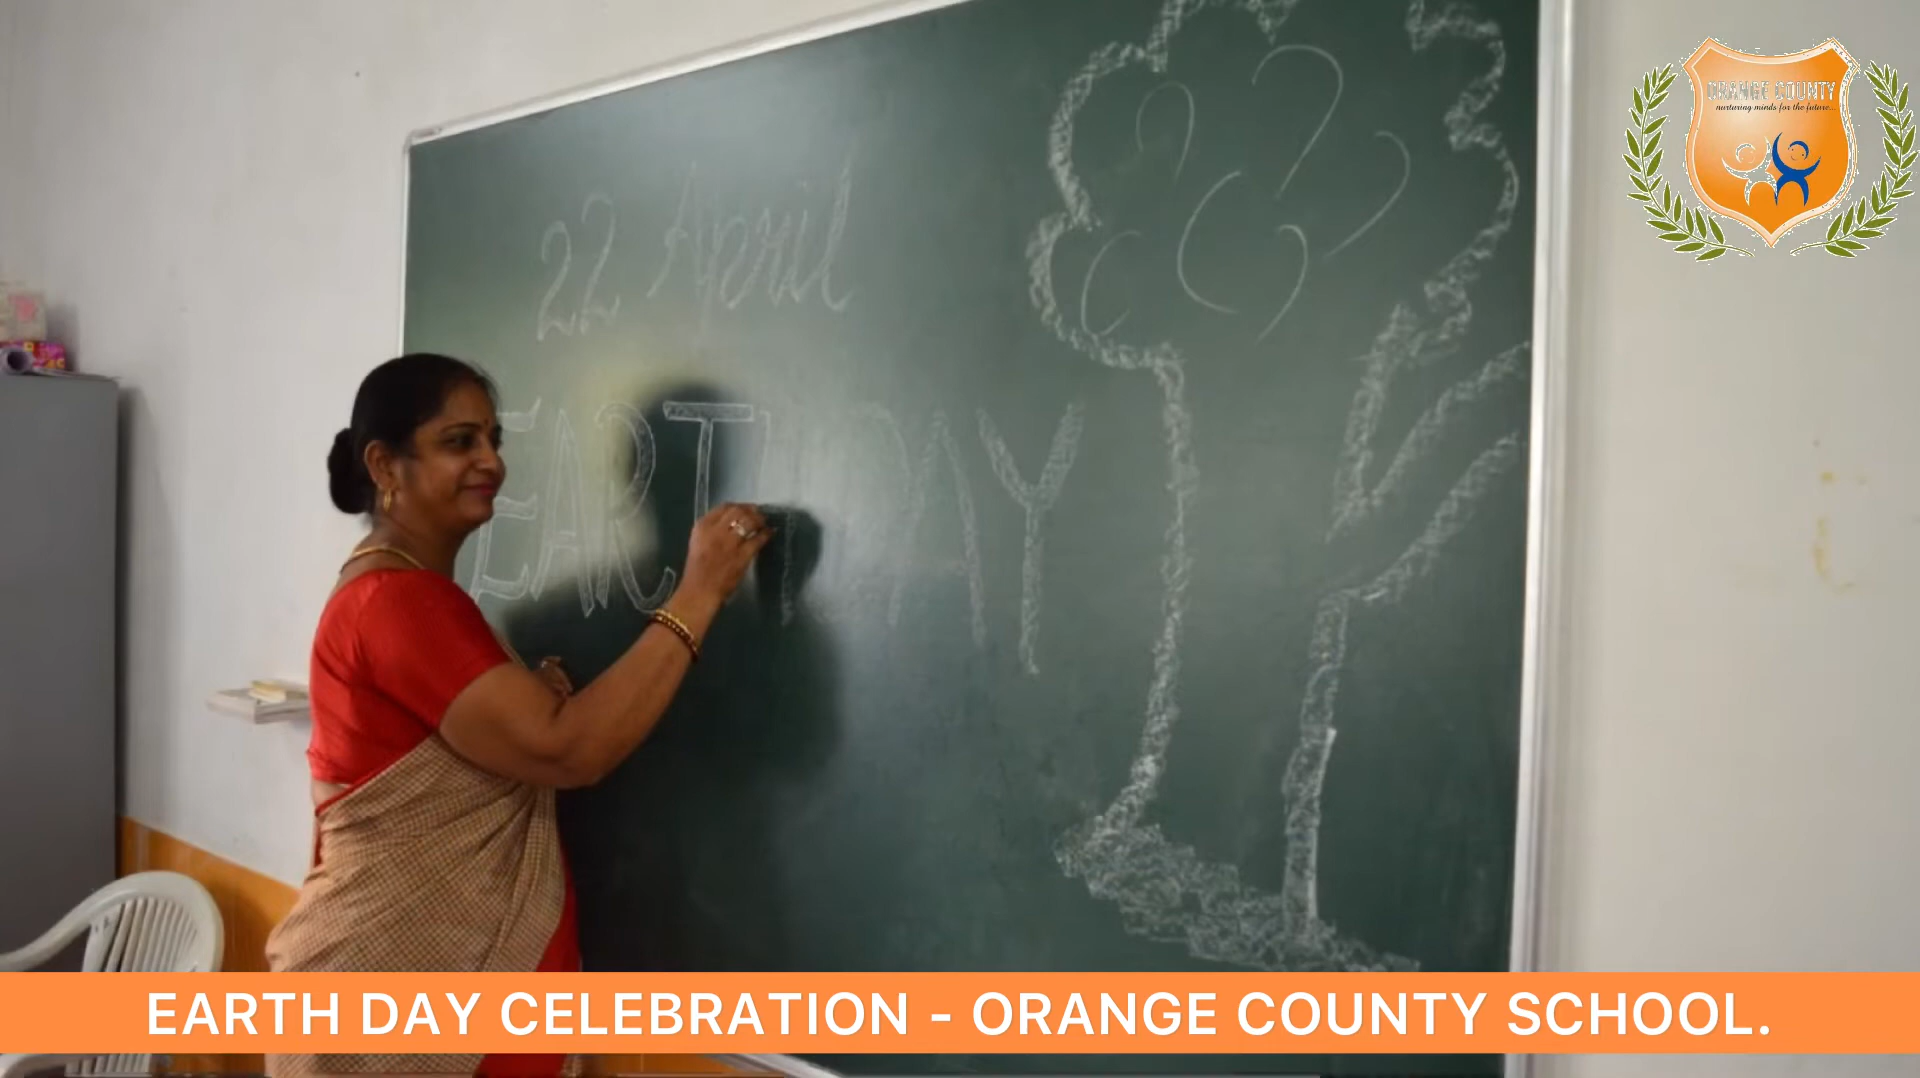 22 April
EARTH DAY
ORANGE COUNTY
nurturing minds for the future...
EARTH DAY CELEBRATION - ORANGE COUNTY SCHOOL.